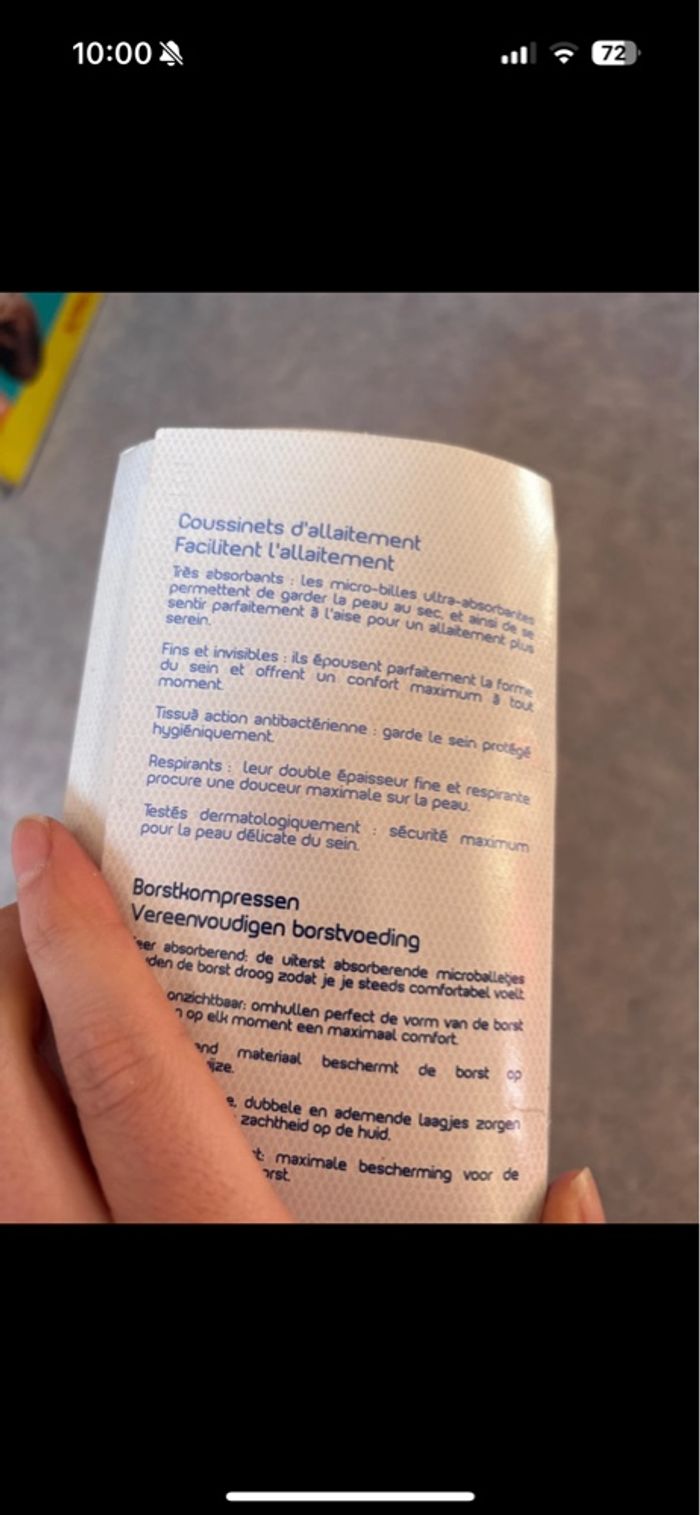 10:00
72
Coussinets d'allaitement
Facilitent l'allaitement
Très absorbants : les micro-billes ultra-absorbantes
permettent de garder la peau au sec, et ainsi de se
sentir parfaitement à l'aise pour un allaitement plus
serein.
Fins et invisibles : ils épousent parfaitement la forme
du sein et offrent un confort maximum à tout
moment.
Tissuà action antibactérienne : garde le sein protégé
hygiéniquement.
Respirants : leur double épaisseur fine et respirante
procure une douceur maximale sur la peau.
Testés dermatologiquement : sécurité maximum
pour la peau délicate du sein.
Borstkompressen
Vereenvoudigen borstvoeding
absorberend: de uiterst absorberende microballetjes
de borst droog zodat je je steeds comfortabel voelt
onzichtbaar: omhullen perfect de vorm van de borst
op elk moment een maximaal comfort.
materiaal beschermt de borst op
dubbele en ademende laagjes zorgen
zachtheid op de huid.
maximale bescherming voor de